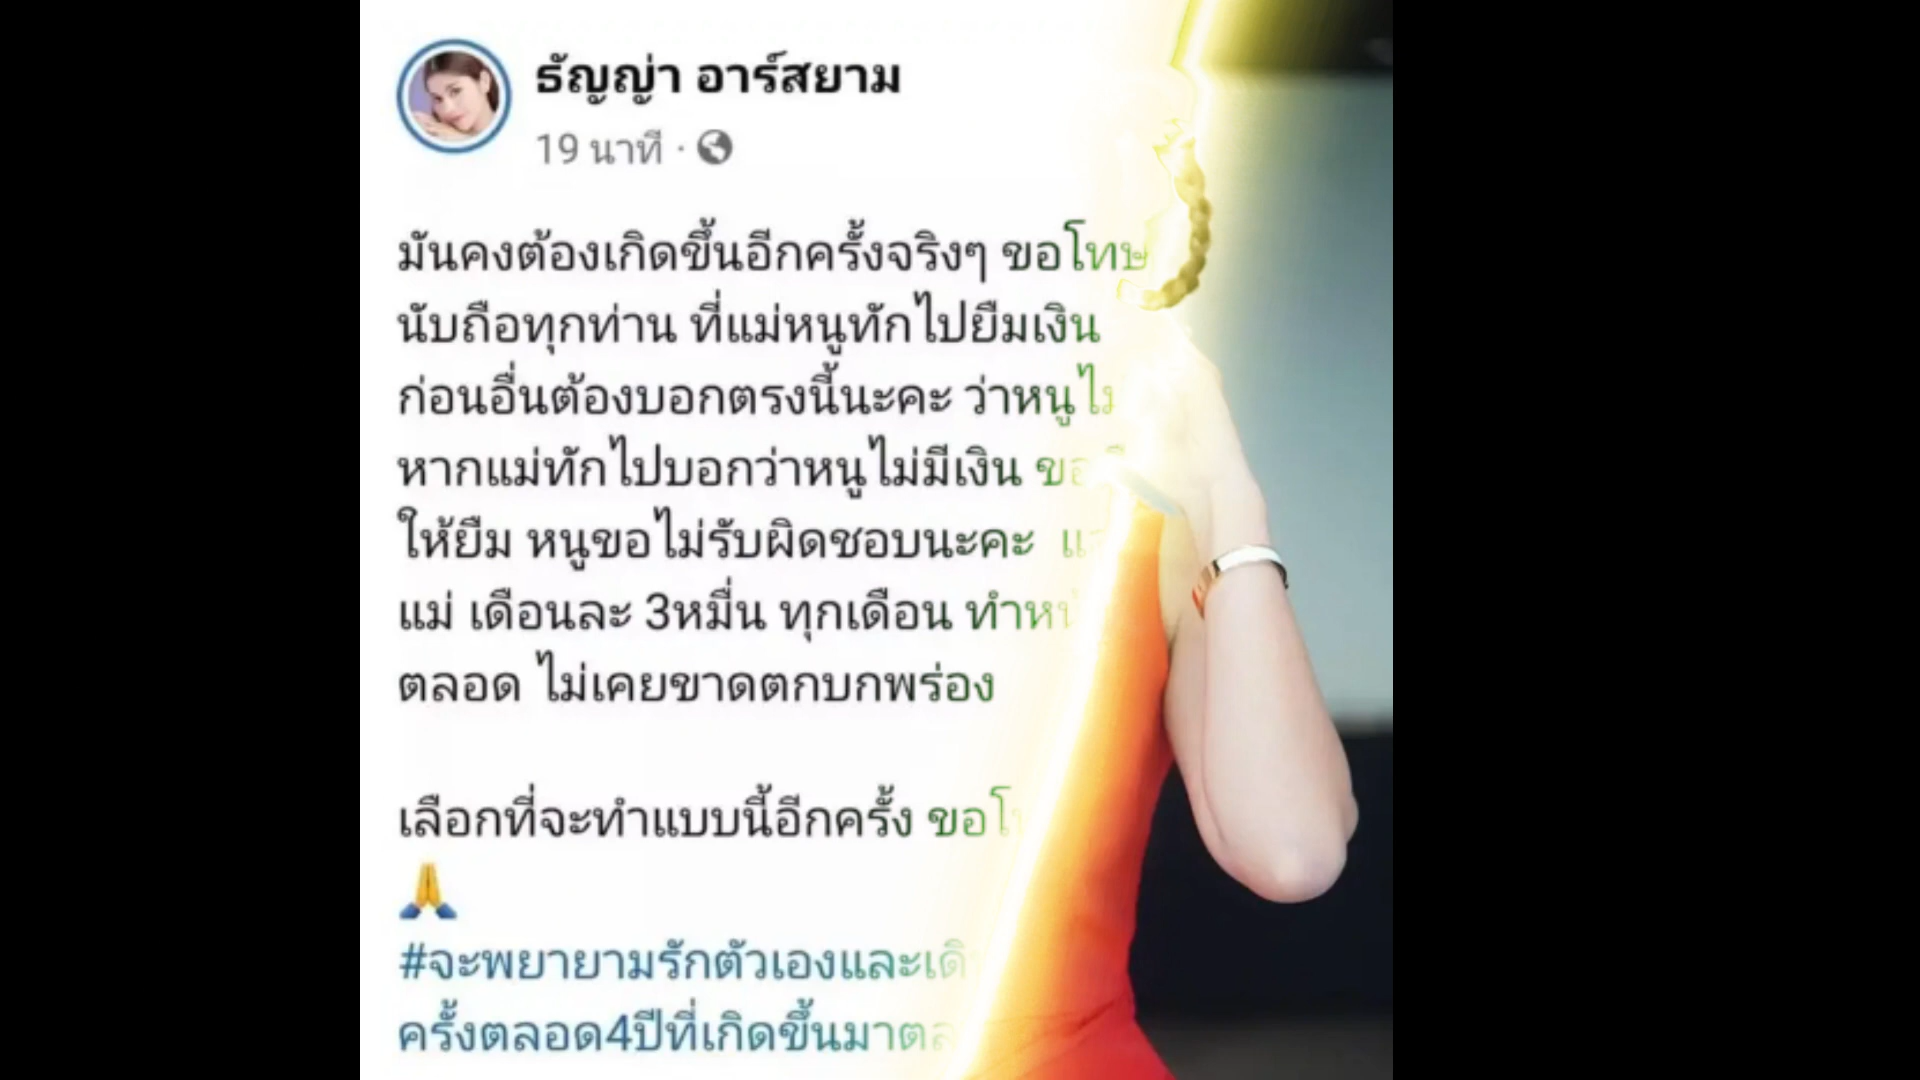 ธัญญ่า อาร์สยาม
19 นาที ·
มันคงต้องเกิดขึ้นอีกครั้งจริงๆ ขอโทษ
นับถือทุกท่าน ที่แม่หนูทักไปยืมเงิน
ก่อนอื่นต้องบอกตรงนี้นะคะ ว่าหนู
หากแม่ทักไปบอกว่าหนูไม่มีเงิน
ให้ยืม หนูขอไม่รับผิดชอบนะคะ
แม่ เดือนละ 3หมื่น ทุกเดือน
ตลอด ไม่เคยขาดตกบกพร่อง
เลือกที่จะทำแบบนี้อีกครั้ง
🙏
#จะพยายามรักตัวเองและ
ครั้งตลอด4ปีที่เกิดขึ้นมา